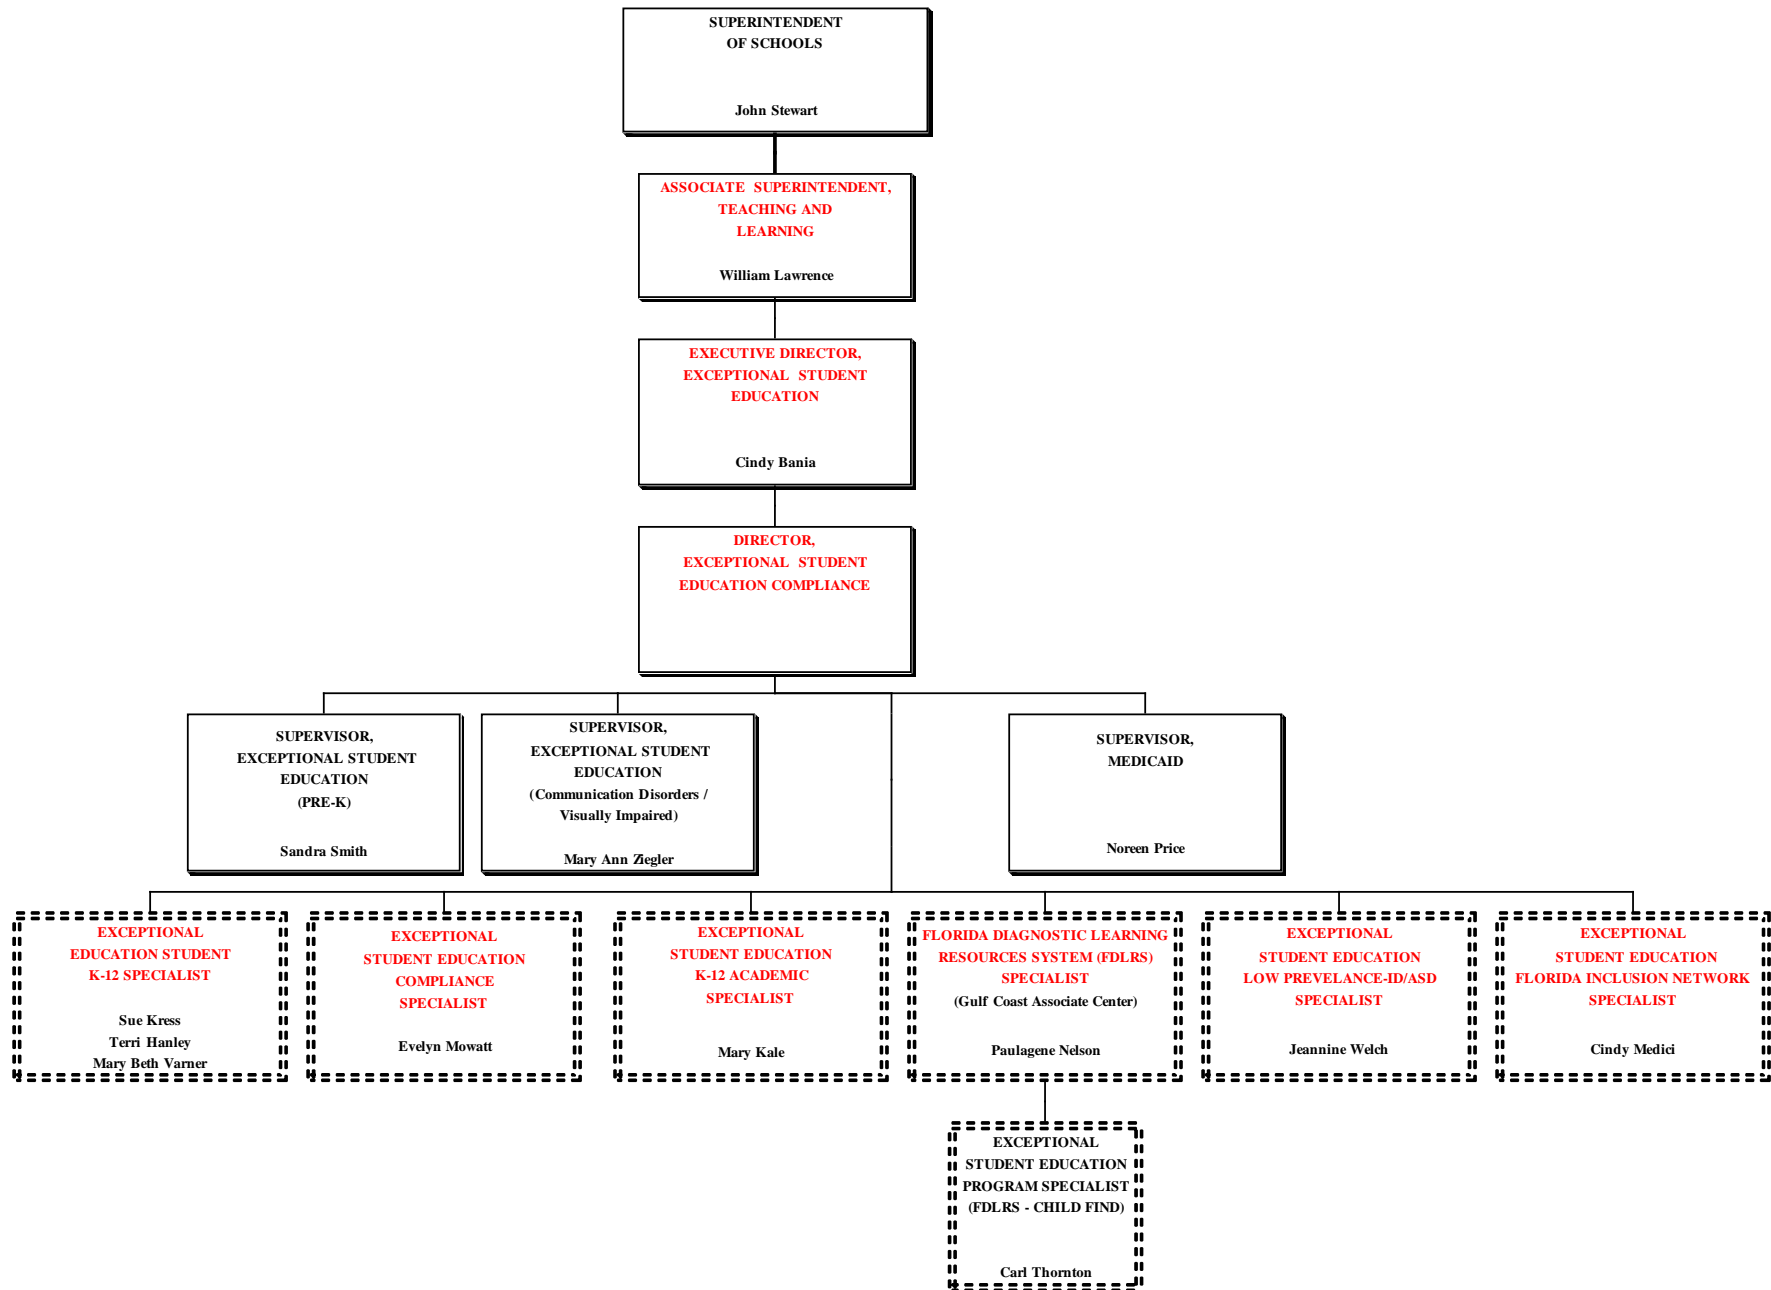 SUPERINTENDENT
OF SCHOOLS
John Stewart
ASSOCIATE SUPERINTENDENT,
TEACHING AND
LEARNING
William Lawrence
EXECUTIVE DIRECTOR,
EXCEPTIONAL STUDENT
EDUCATION
Cindy Bania
DIRECTOR,
EXCEPTIONAL STUDENT
EDUCATION COMPLIANCE
SUPERVISOR,
EXCEPTIONAL STUDENT
EDUCATION
(PRE-K)
Sandra Smith
SUPERVISOR,
EXCEPTIONAL STUDENT
EDUCATION
(Communication Disorders /
Visually Impaired)
Mary Ann Ziegler
SUPERVISOR,
MEDICAID
Noreen Price
EXCEPTIONAL
EDUCATION STUDENT
K-12 SPECIALIST
Sue Kress
Terri Hanley
Mary Beth Varner
EXCEPTIONAL
STUDENT EDUCATION
COMPLIANCE
SPECIALIST
Evelyn Mowatt
EXCEPTIONAL
STUDENT EDUCATION
K-12 ACADEMIC
SPECIALIST
Mary Kale
FLORIDA DIAGNOSTIC LEARNING
RESOURCES SYSTEM (FDLRS)
SPECIALIST
(Gulf Coast Associate Center)
Paulagene Nelson
EXCEPTIONAL
STUDENT EDUCATION
LOW PREVELANCE-ID/ASD
SPECIALIST
Jeannine Welch
EXCEPTIONAL
STUDENT EDUCATION
FLORIDA INCLUSION NETWORK
SPECIALIST
Cindy Medici
EXCEPTIONAL
STUDENT EDUCATION
PROGRAM SPECIALIST
(FDLRS - CHILD FIND)
Carl Thornton